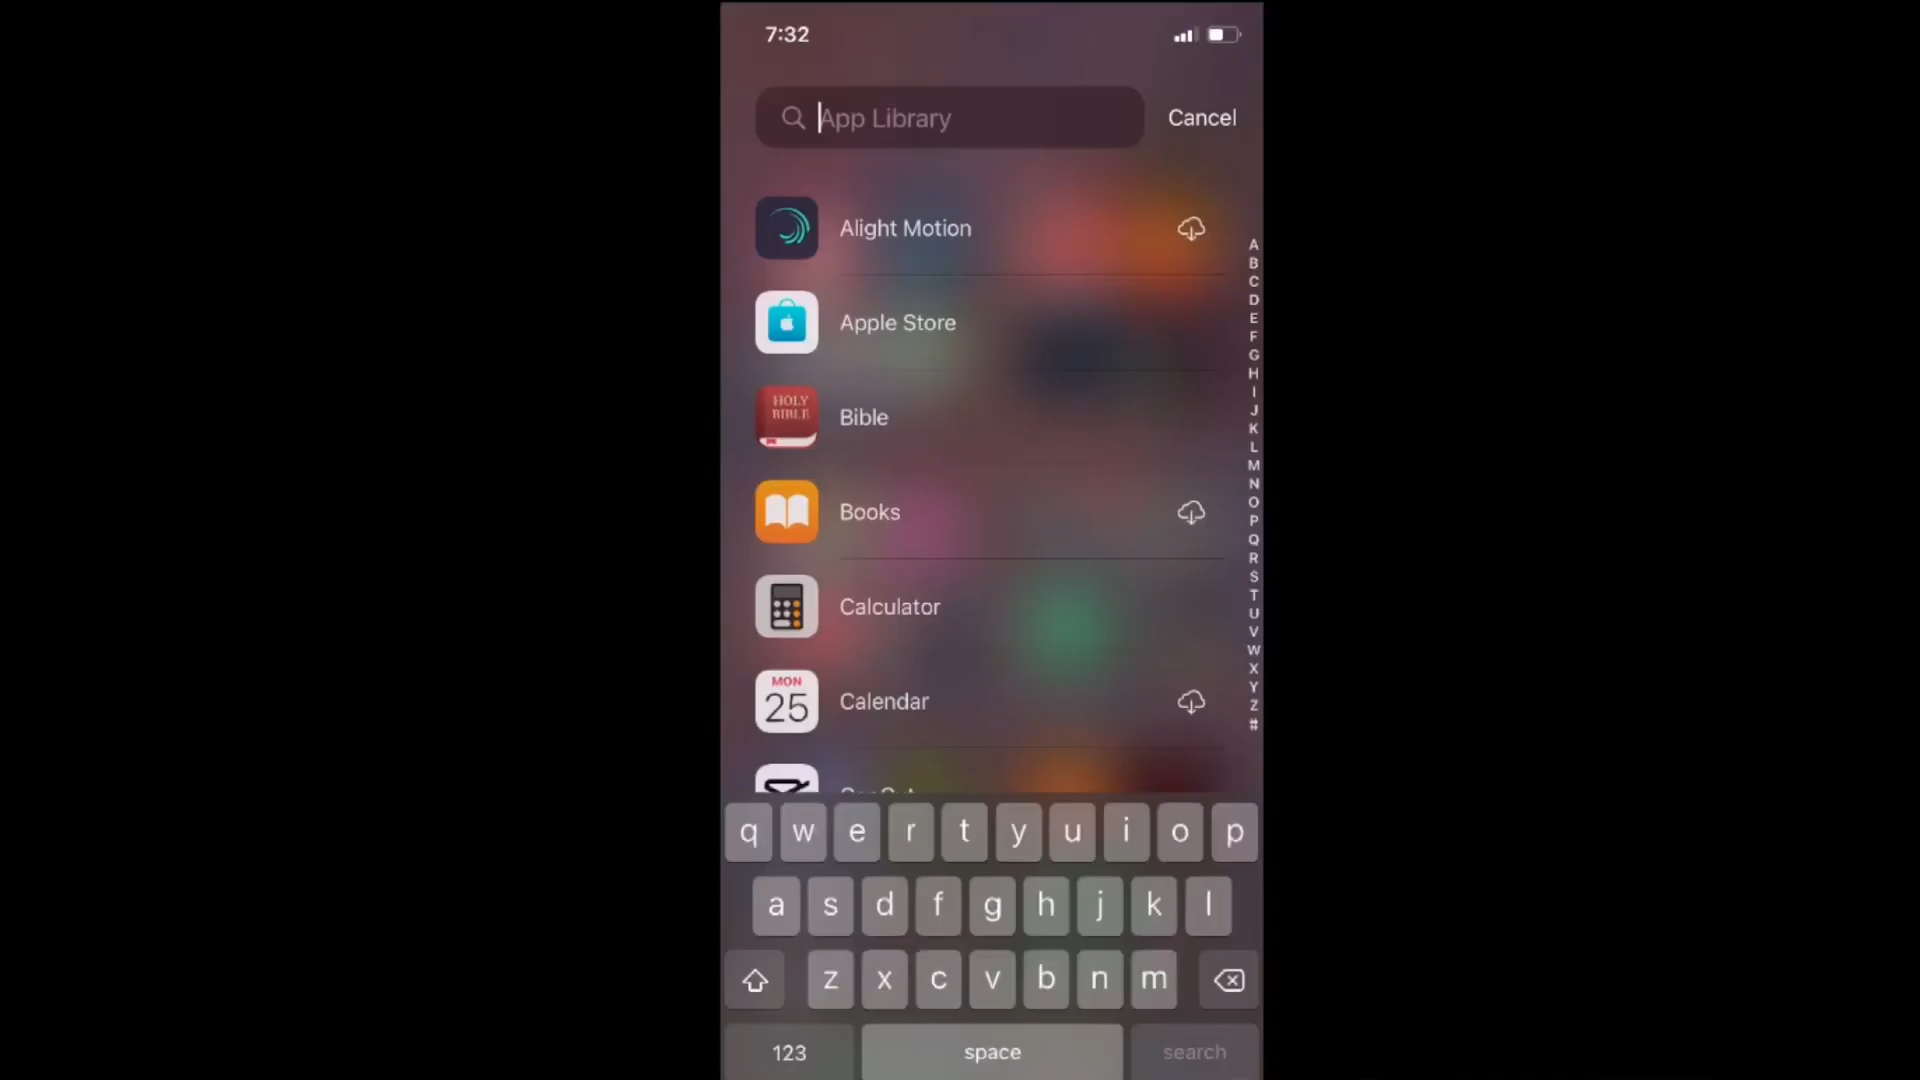 7:32
App Library
Cancel
Alight Motion
Apple Store
HOLY
BIBLE
Bible
Books
Calculator
MON
25
Calendar
CapCut
A
B
C
D
E
F
G
H
I
J
K
L
M
N
O
P
Q
R
S
T
U
V
W
X
Y
Z
#
q w e r t y u i o p
a s d f g h j k l
z x c v b n m
123
space
search